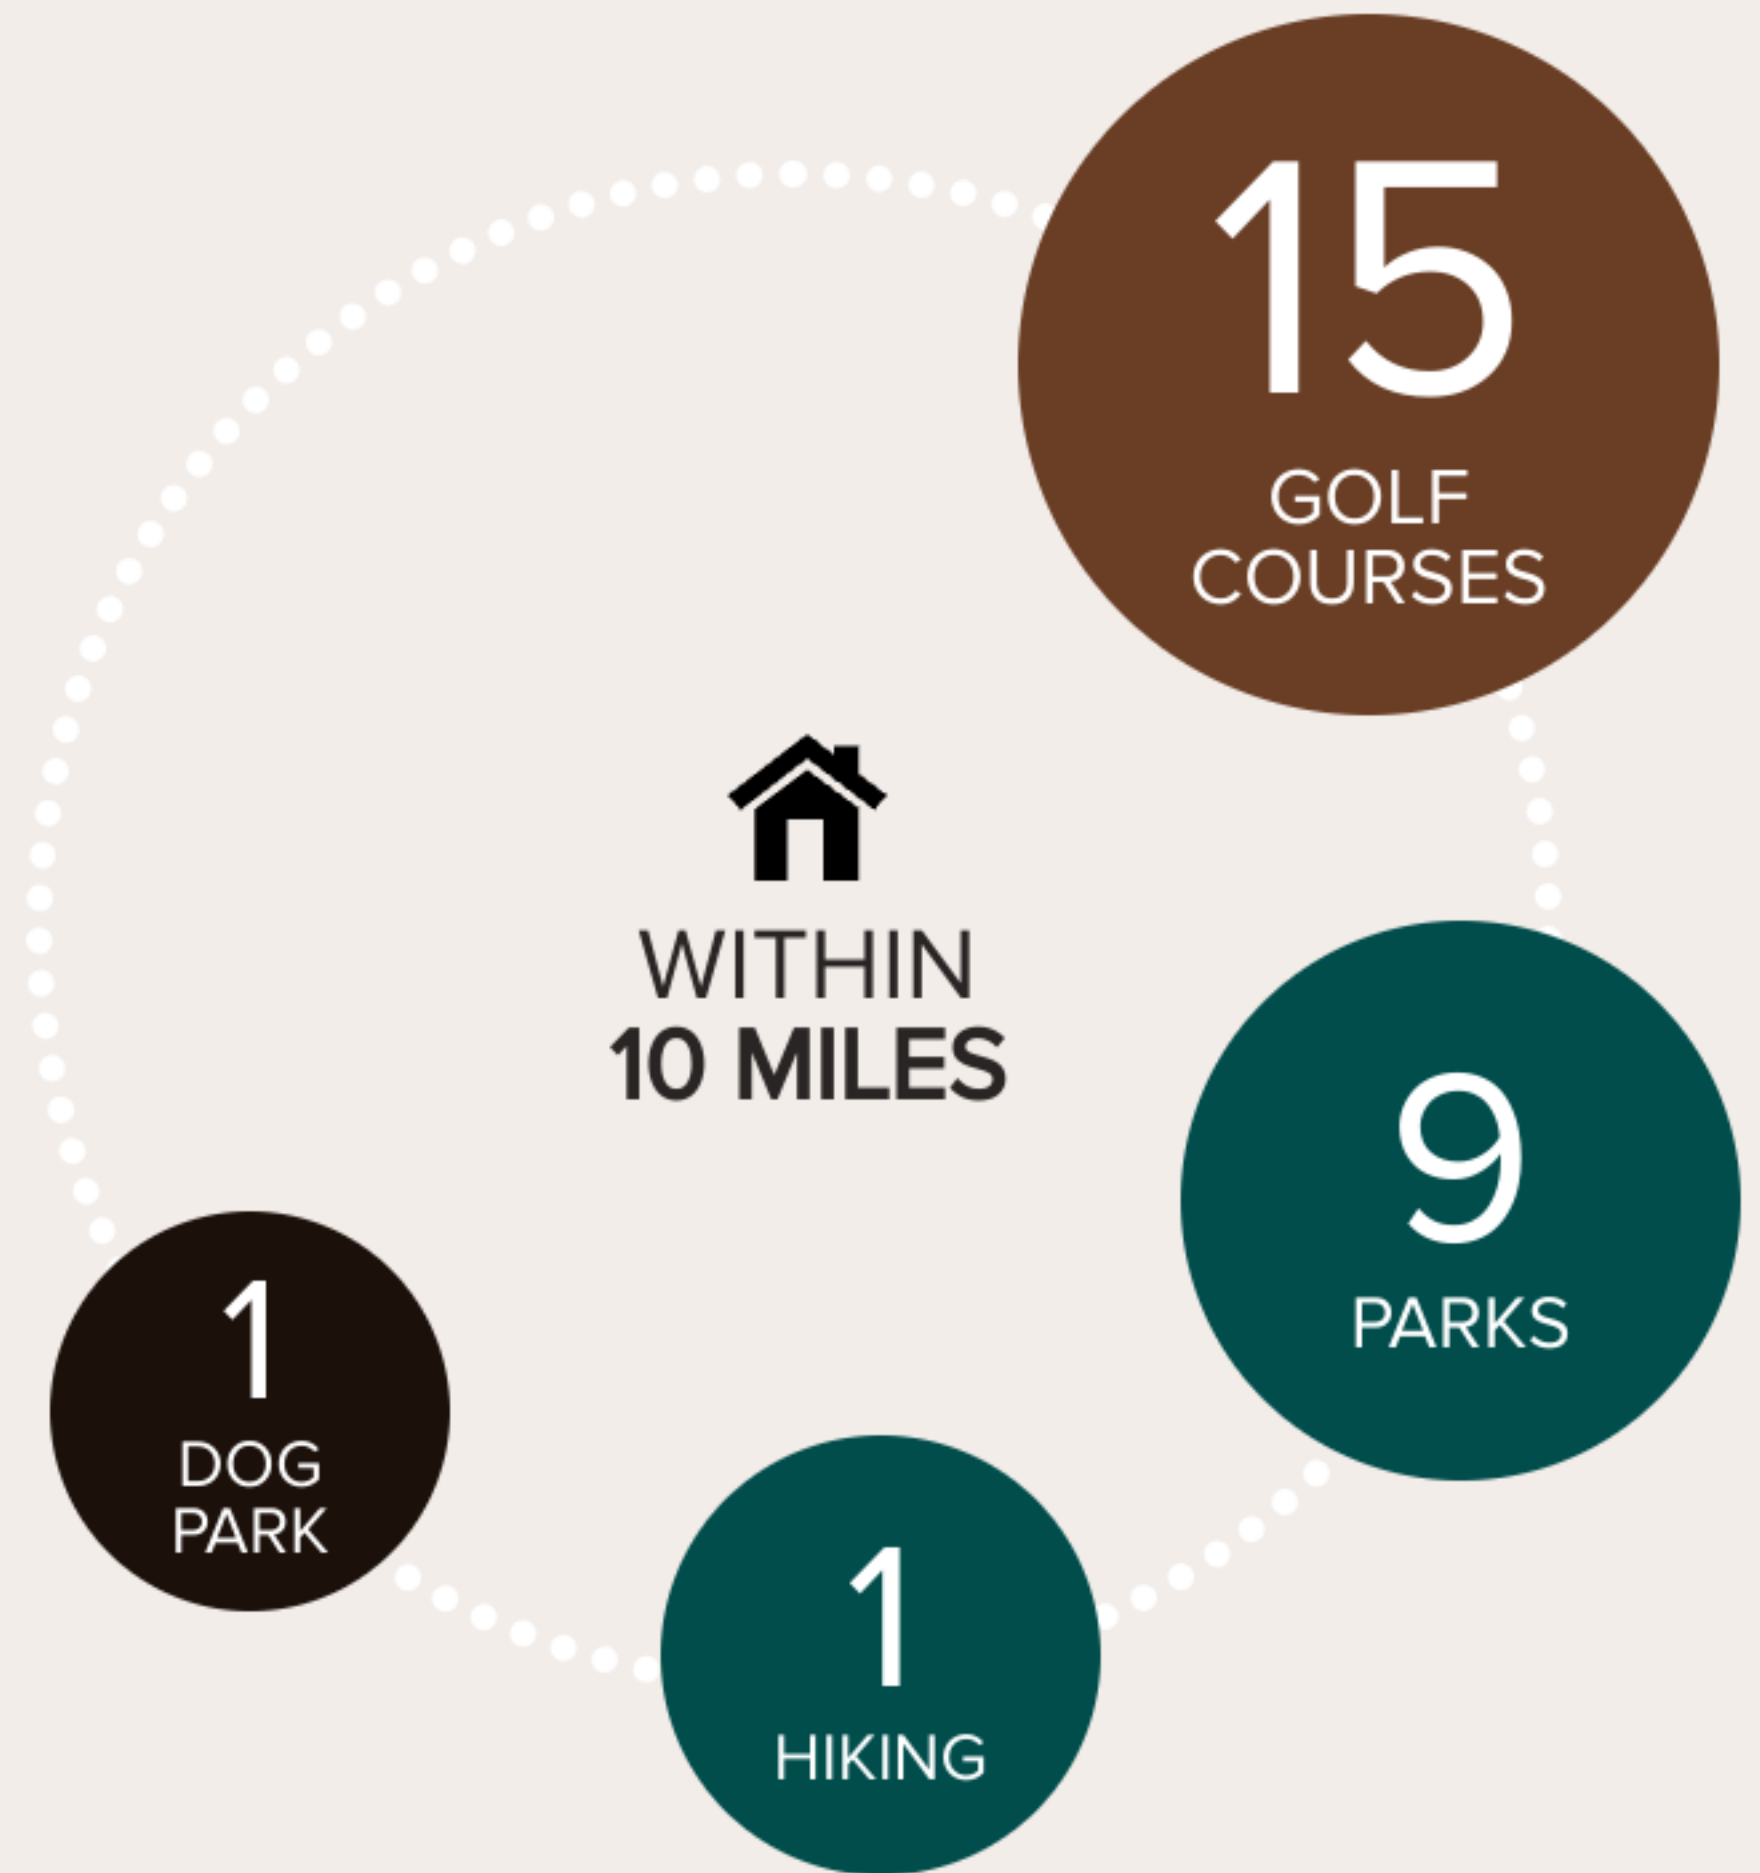 15
GOLF
COURSES
WITHIN
10 MILES
9
PARKS
1
DOG
PARK
1
HIKING